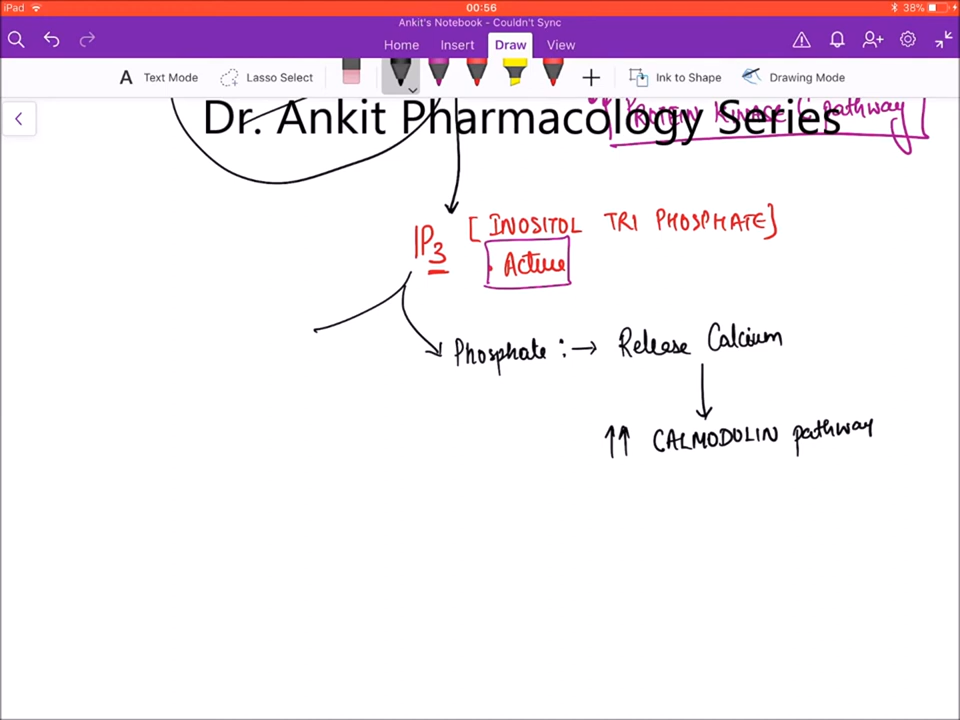 iPad 00:56 38%
Ankit's Notebook - Couldn't Sync
Home Insert Draw View
A Text Mode Lasso Select Ink to Shape Drawing Mode
PROTEIN KINASE C pathway
Dr. Ankit Pharmacology Series
IP3 [INOSITOL TRI PHOSPHATE]
Active
Phosphate :→ Release Calcium
↑↑ CALMODOLIN pathway